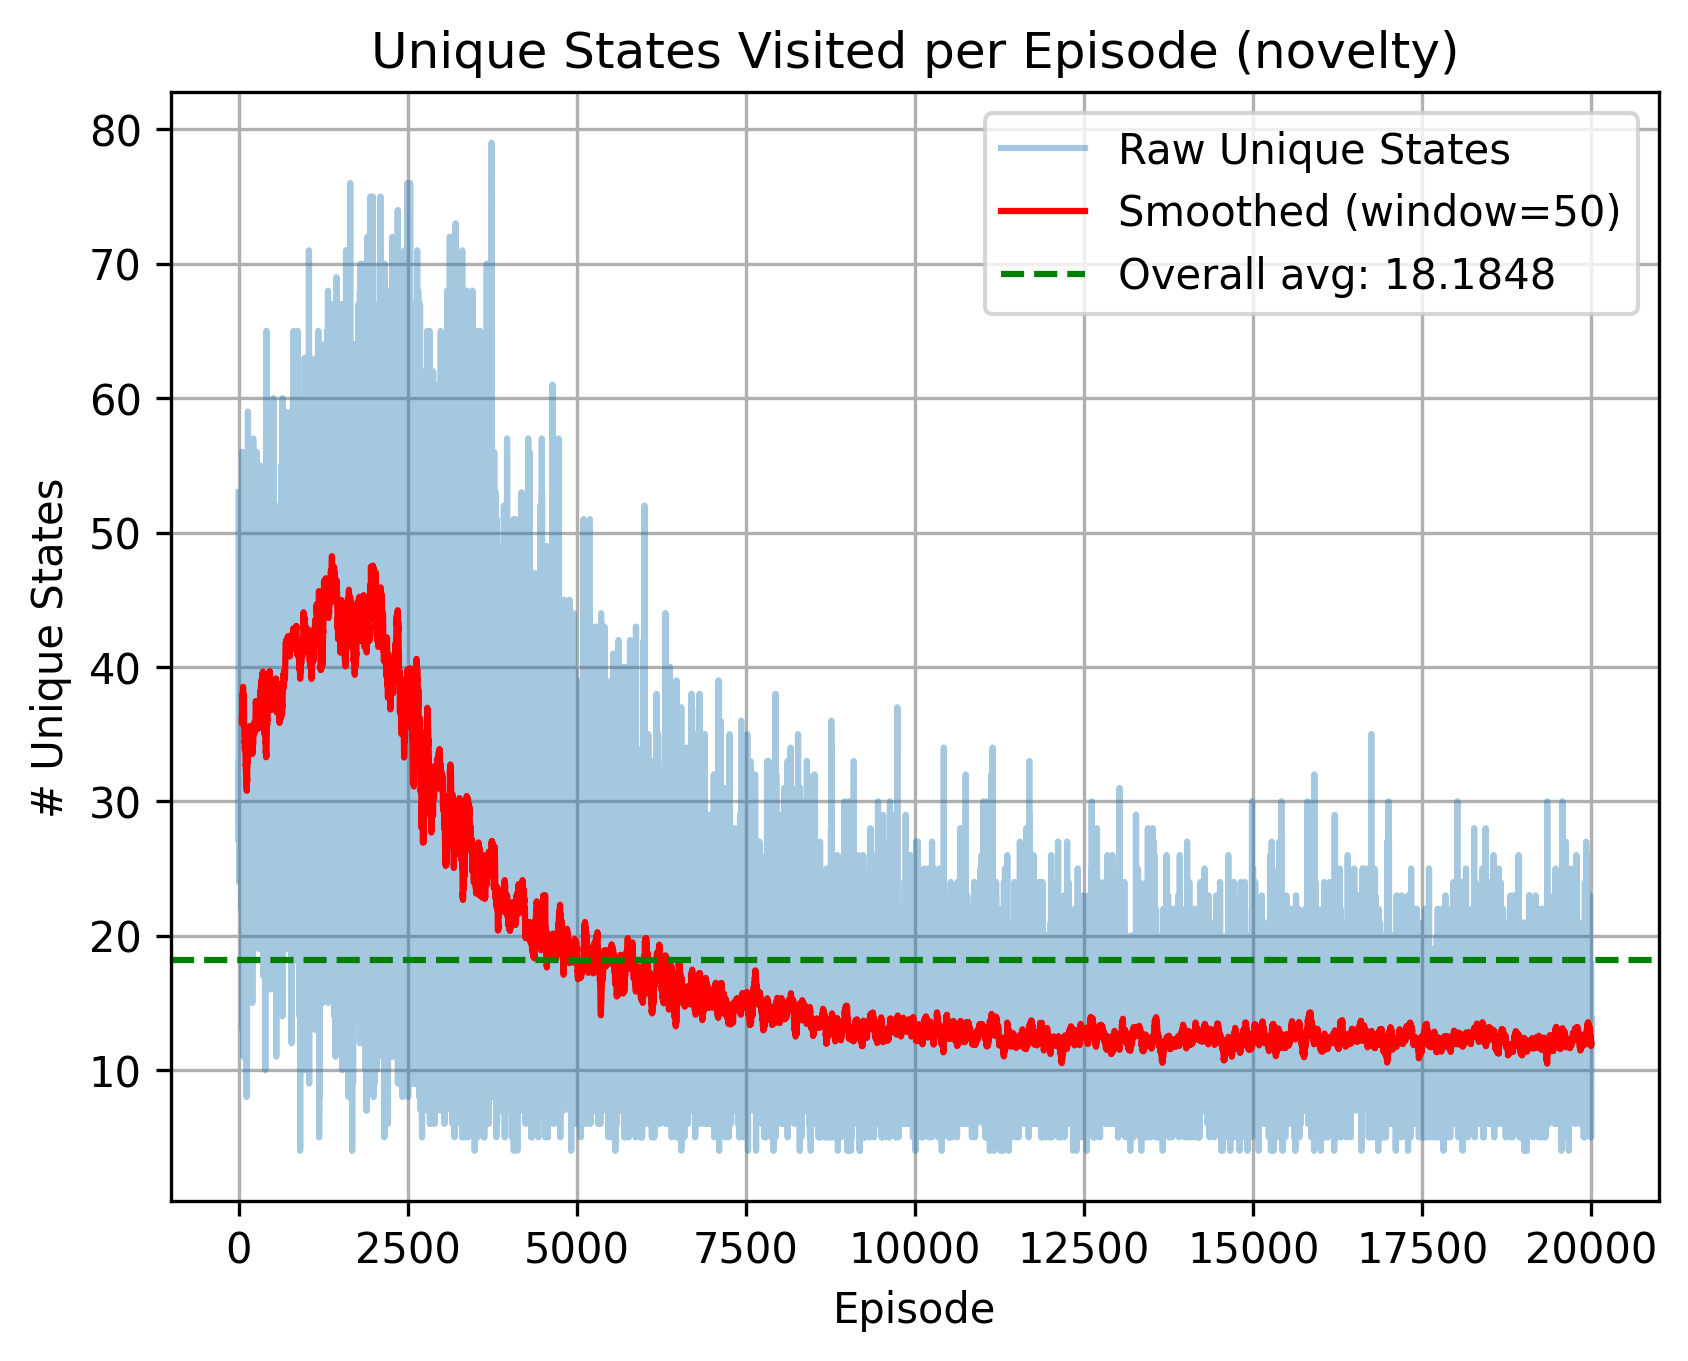 Unique States Visited per Episode (novelty)
Raw Unique States
Smoothed (window=50)
Overall avg: 18.1848
# Unique States
80
70
60
50
40
30
20
10
0 2500 5000 7500 10000 12500 15000 17500 20000
Episode